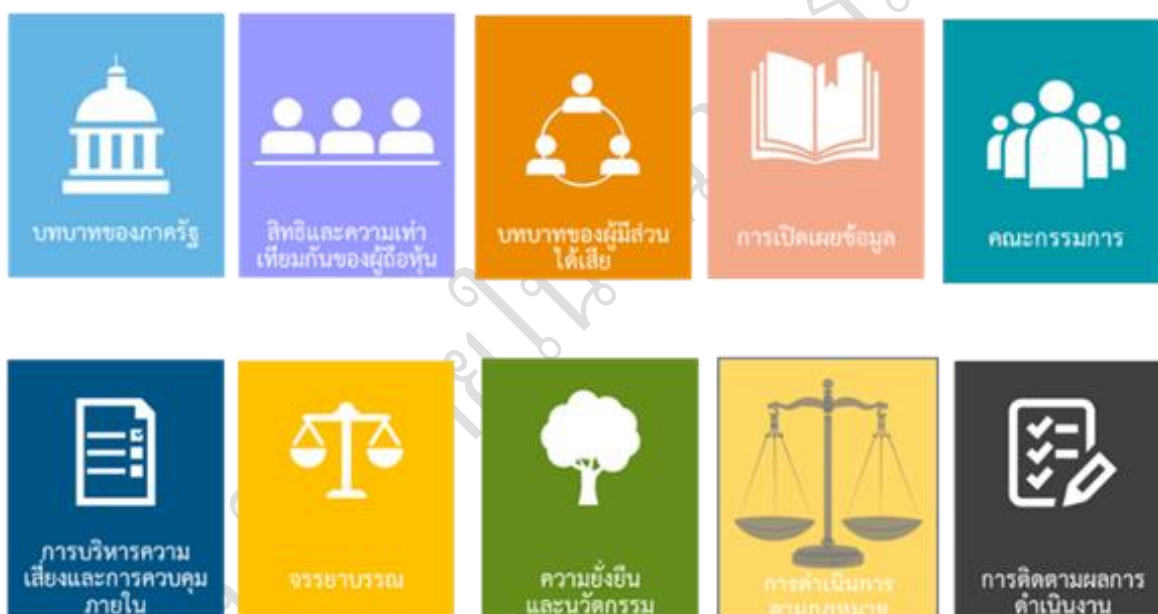 บทบาทของภาครัฐ
สิทธิและความเท่า
เทียมกันของผู้ถือหุ้น
บทบาทของผู้มีส่วน
ได้เสีย
การเปิดเผยข้อมูล
คณะกรรมการ
การบริหารความ
เสี่ยงและการควบคุม
ภายใน
จรรยาบรรณ
ความยั่งยืน
และนวัตกรรม
การดำเนินการ
ตามกฎหมาย
การติดตามผลการ
ดำเนินงาน